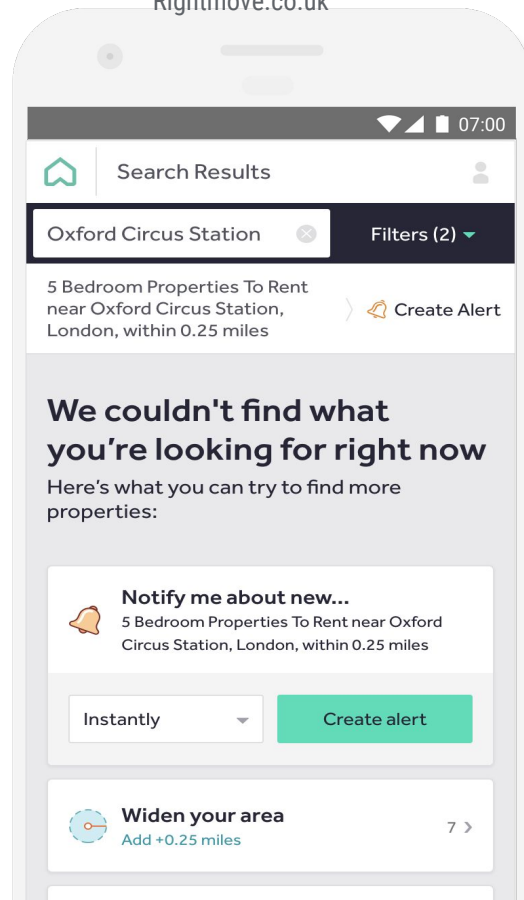 Rightmove.co.uk
07:00
Search Results
Oxford Circus Station
Filters (2)
5 Bedroom Properties To Rent
near Oxford Circus Station,
London, within 0.25 miles
Create Alert
We couldn't find what
you’re looking for right now
Here’s what you can try to find more
properties:
Notify me about new...
5 Bedroom Properties To Rent near Oxford
Circus Station, London, within 0.25 miles
Instantly
Create alert
Widen your area
Add +0.25 miles
7